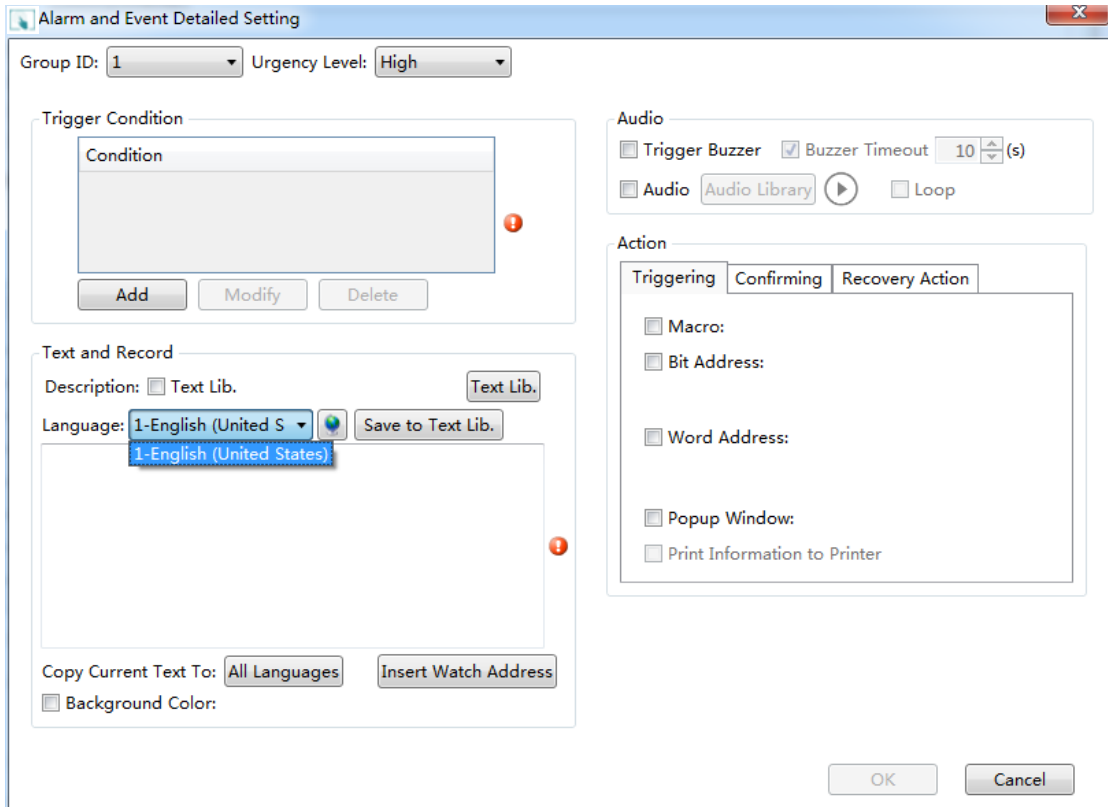 Alarm and Event Detailed Setting
Group ID: 1 Urgency Level: High
Trigger Condition
Condition
Add Modify Delete
Text and Record
Description: Text Lib. Text Lib.
Language: 1-English (United S Save to Text Lib.
1-English (United States)
Copy Current Text To: All Languages Insert Watch Address
Background Color:
Audio
Trigger Buzzer Buzzer Timeout 10 (s)
Audio Audio Library Loop
Action
Triggering Confirming Recovery Action
Macro:
Bit Address:
Word Address:
Popup Window:
Print Information to Printer
OK Cancel